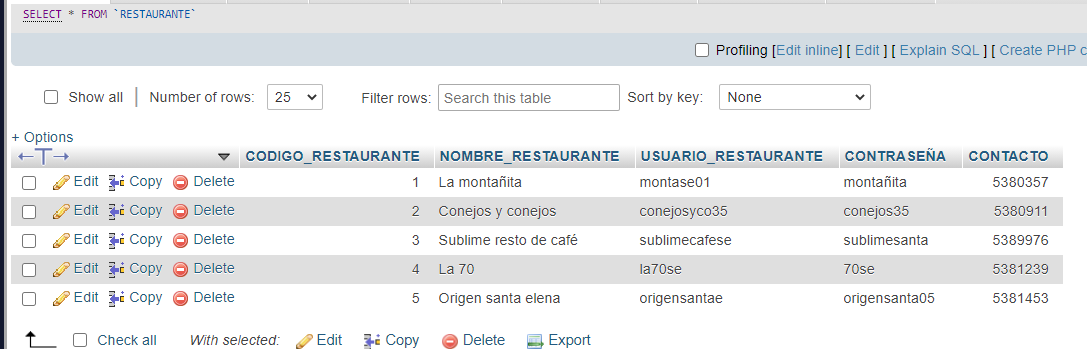 SELECT * FROM `RESTAURANTE`
Profiling [Edit inline] [ Edit ] [ Explain SQL ] [ Create PHP c
Show all | Number of rows: 25 Filter rows: Search this table Sort by key: None
+ Options
←T→ CODIGO_RESTAURANTE NOMBRE_RESTAURANTE USUARIO_RESTAURANTE CONTRASEÑA CONTACTO
Edit Copy Delete 1 La montañita montase01 montañita 5380357
Edit Copy Delete 2 Conejos y conejos conejosyco35 conejos35 5380911
Edit Copy Delete 3 Sublime resto de café sublimecafese sublimesanta 5389976
Edit Copy Delete 4 La 70 la70se 70se 5381239
Edit Copy Delete 5 Origen santa elena origensantae origensanta05 5381453
Check all With selected: Edit Copy Delete Export